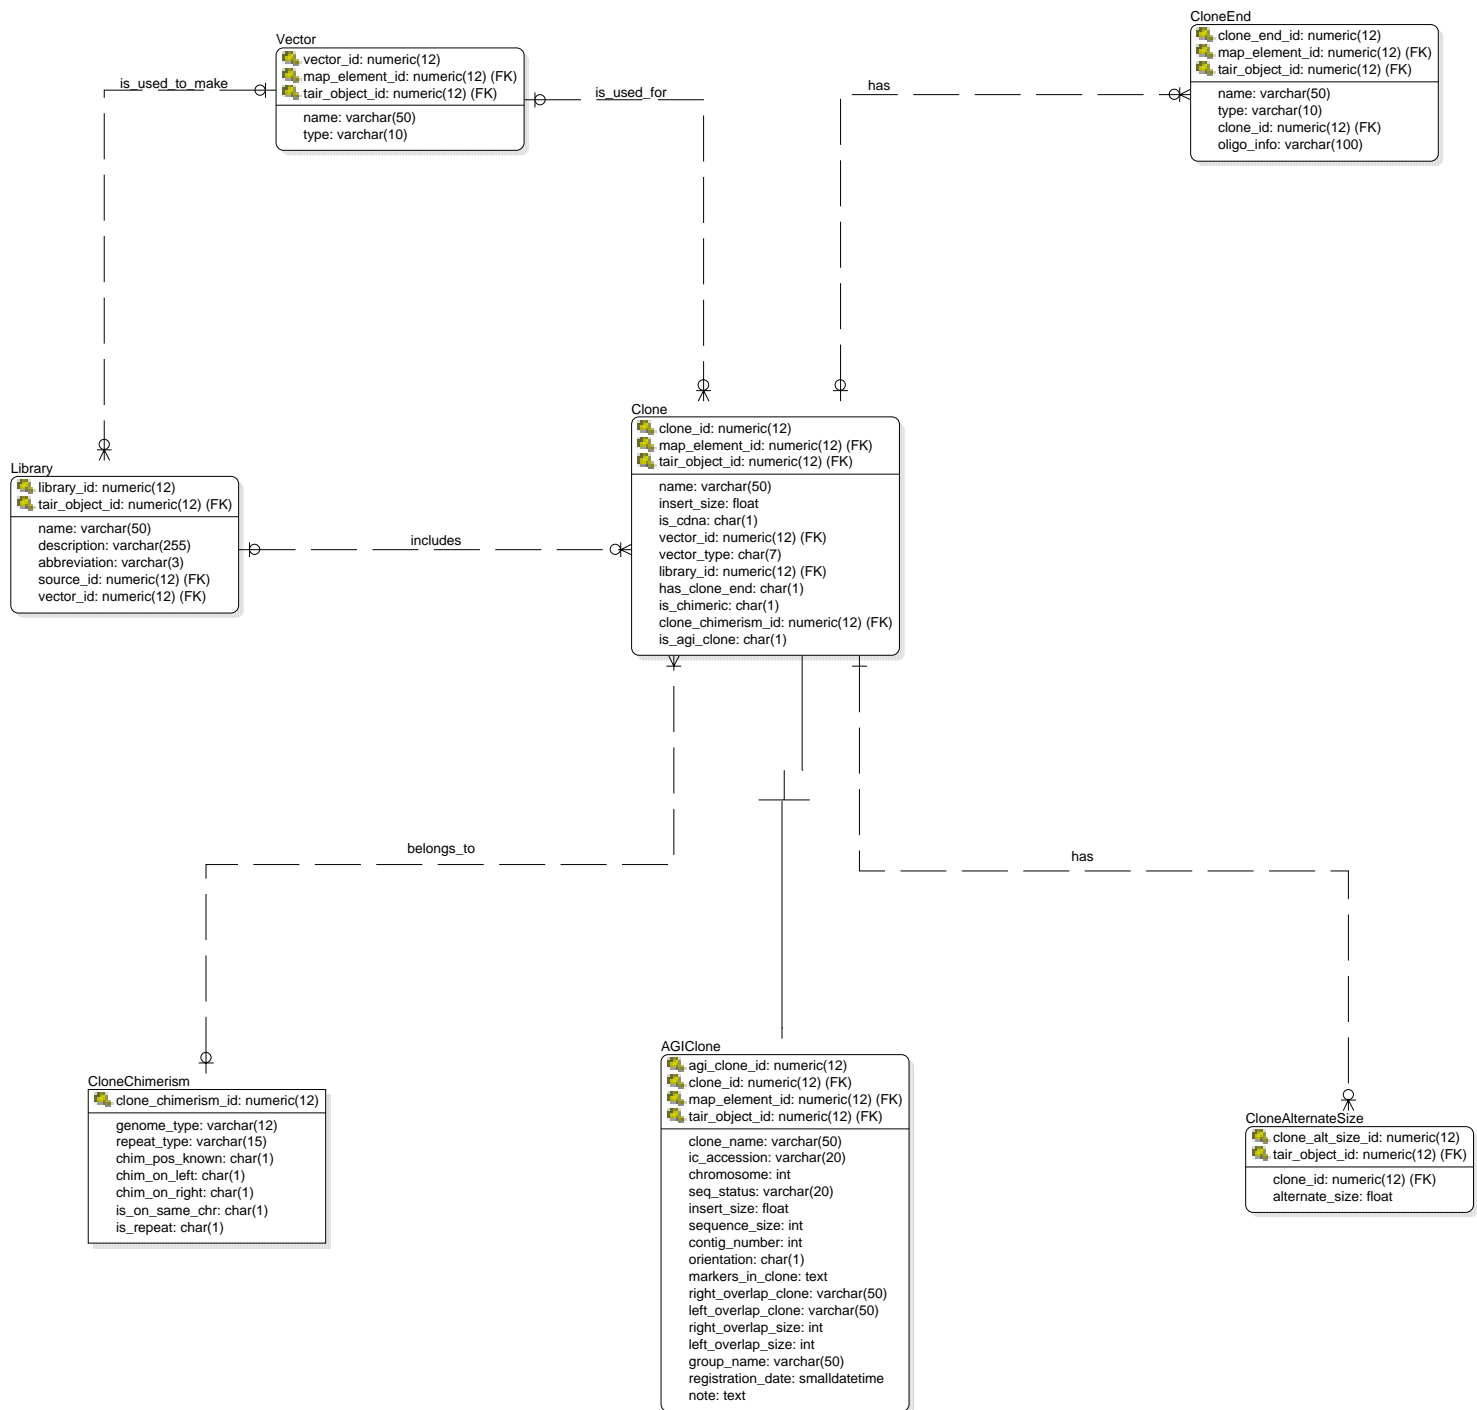 CloneEnd
clone_end_id: numeric(12)
map_element_id: numeric(12) (FK)
tair_object_id: numeric(12) (FK)
name: varchar(50)
type: varchar(10)
clone_id: numeric(12) (FK)
oligo_info: varchar(100)
Vector
vector_id: numeric(12)
map_element_id: numeric(12) (FK)
tair_object_id: numeric(12) (FK)
name: varchar(50)
type: varchar(10)
is_used_to_make
is_used_for
has
Clone
clone_id: numeric(12)
map_element_id: numeric(12) (FK)
tair_object_id: numeric(12) (FK)
name: varchar(50)
insert_size: float
is_cdna: char(1)
vector_id: numeric(12) (FK)
vector_type: char(7)
library_id: numeric(12) (FK)
has_clone_end: char(1)
is_chimeric: char(1)
clone_chimerism_id: numeric(12) (FK)
is_agi_clone: char(1)
Library
library_id: numeric(12)
tair_object_id: numeric(12) (FK)
name: varchar(50)
description: varchar(255)
abbreviation: varchar(3)
source_id: numeric(12) (FK)
vector_id: numeric(12) (FK)
includes
belongs_to
has
CloneChimerism
clone_chimerism_id: numeric(12)
genome_type: varchar(12)
repeat_type: varchar(15)
chim_pos_known: char(1)
chim_on_left: char(1)
chim_on_right: char(1)
is_on_same_chr: char(1)
is_repeat: char(1)
AGIClone
agi_clone_id: numeric(12)
clone_id: numeric(12) (FK)
map_element_id: numeric(12) (FK)
tair_object_id: numeric(12) (FK)
clone_name: varchar(50)
ic_accession: varchar(20)
chromosome: int
seq_status: varchar(20)
insert_size: float
sequence_size: int
contig_number: int
orientation: char(1)
markers_in_clone: text
right_overlap_clone: varchar(50)
left_overlap_clone: varchar(50)
right_overlap_size: int
left_overlap_size: int
group_name: varchar(50)
registration_date: smalldatetime
note: text
CloneAlternateSize
clone_alt_size_id: numeric(12)
tair_object_id: numeric(12) (FK)
clone_id: numeric(12) (FK)
alternate_size: float